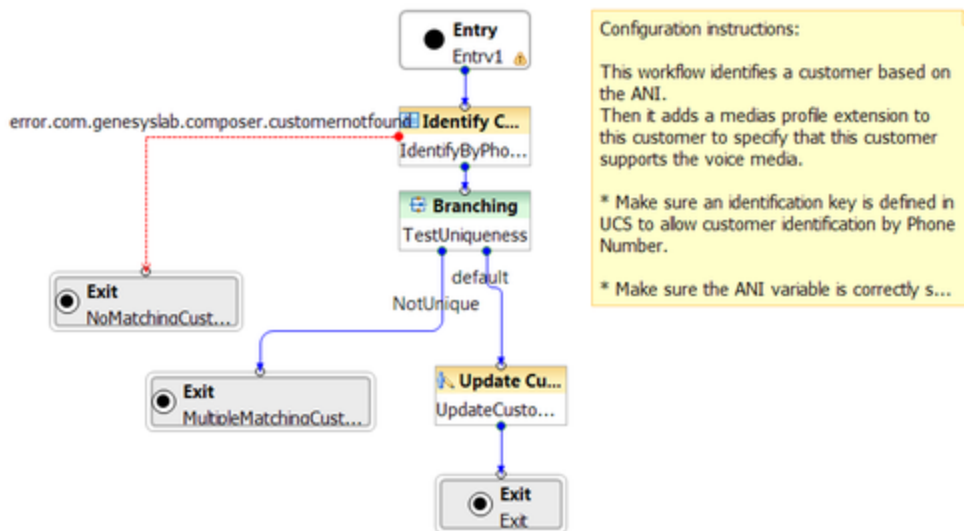 Entry
Entry1
error.com.genesyslab.composer.customernotfound
Identify C...
IdentifyByPho...
Branching
TestUniqueness
default
NotUnique
Exit
NoMatchingCust...
Exit
MultipleMatchingCust...
Update Cu...
UpdateCusto...
Exit
Exit
Configuration instructions:
This workflow identifies a customer based on
the ANI.
Then it adds a medias profile extension to
this customer to specify that this customer
supports the voice media.
* Make sure an identification key is defined in
UCS to allow customer identification by Phone
Number.
* Make sure the ANI variable is correctly s...